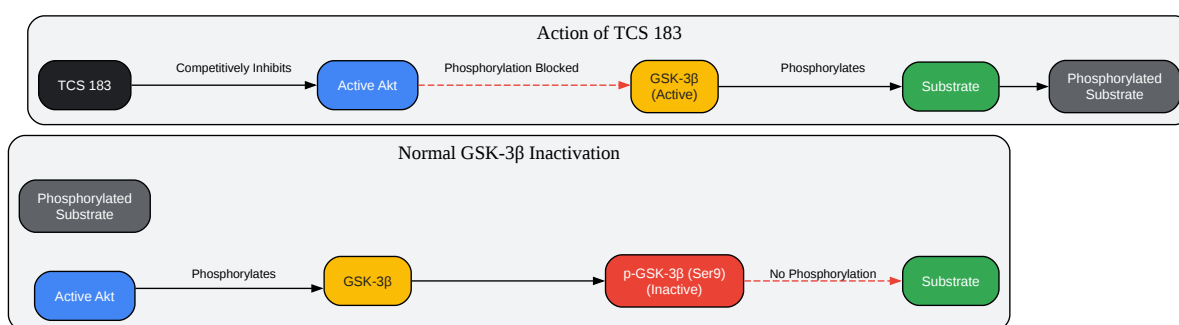 Action of TCS 183
TCS 183
Competitively Inhibits
Active Akt
Phosphorylation Blocked
GSK-3β
(Active)
Phosphorylates
Substrate
Phosphorylated
Substrate
Normal GSK-3β Inactivation
Phosphorylated
Substrate
Active Akt
Phosphorylates
GSK-3β
p-GSK-3β (Ser9)
(Inactive)
No Phosphorylation
Substrate